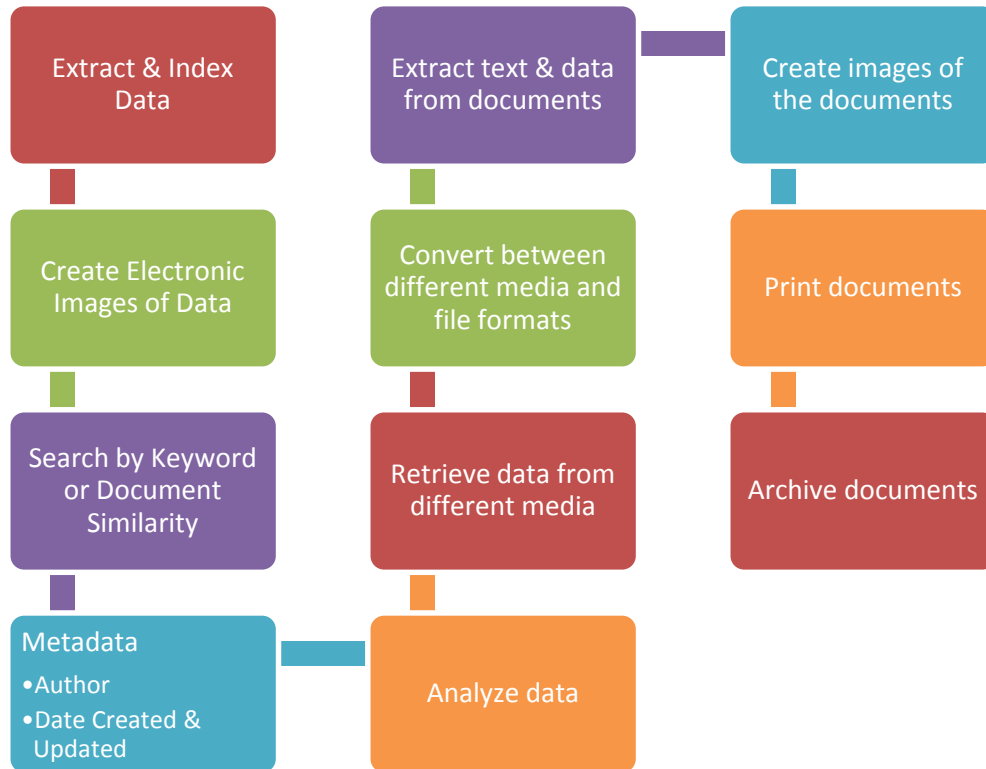 Extract & Index
Data
Create Electronic
Images of Data
Search by Keyword
or Document
Similarity
Metadata
•Author
•Date Created &
Updated
Analyze data
Retrieve data from
different media
Convert between
different media and
file formats
Extract text & data
from documents
Create images of
the documents
Print documents
Archive documents